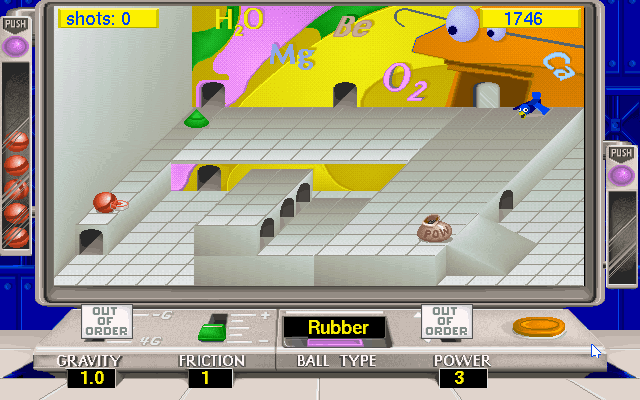 PUSH
shots: 0
1746
H2O
Mg
Be
O2
Ca
PUSH
POW
OUT OF ORDER
-G
4G
+
-
Rubber
OUT OF ORDER
GRAVITY
FRICTION
BALL TYPE
POWER
1.0
1
3